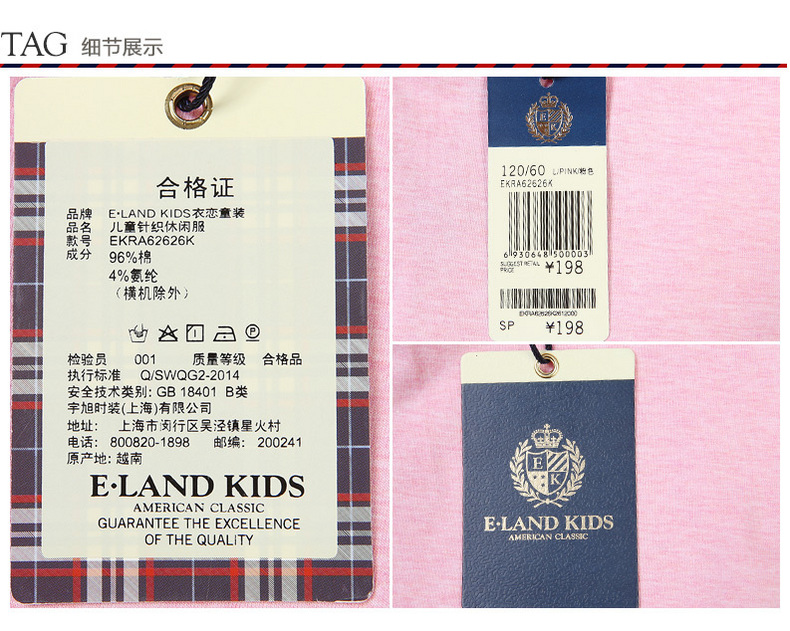 TAG 细节展示
合格证
品牌 E·LAND KIDS衣恋童装
品名 儿童针织休闲服
款号 EKRA62626K
成分 96%棉
4%氨纶
(横机除外)
P
检验员 001 质量等级 合格品
执行标准 Q/SWQG2-2014
安全技术类别: GB 18401 B类
宇旭时装(上海)有限公司
地址: 上海市闵行区吴泾镇星火村
电话: 800820-1898 邮编: 200241
原产地: 越南
E·LAND KIDS
AMERICAN CLASSIC
GUARANTEE THE EXCELLENCE
OF THE QUALITY
E K
120/60 L/PINK/粉色
EKRA62626K
6 930648 500003
SUGGEST RETAIL
PRICE ¥198
SP ¥198
E
K
E·LAND KIDS
AMERICAN CLASSIC